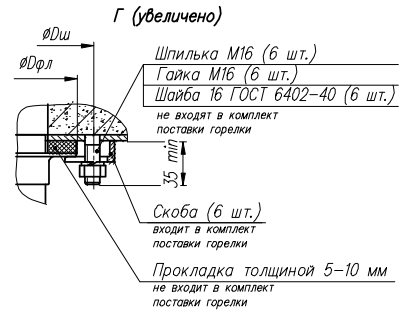 Г (увеличено)
ØDш
ØDфл
Шпилька М16 (6 шт.)
Гайка М16 (6 шт.)
Шайба 16 ГОСТ 6402-40 (6 шт.)
не входят в комплект
поставки горелки
35 min
Скоба (6 шт.)
входит в комплект
поставки горелки
Прокладка толщиной 5-10 мм
не входит в комплект
поставки горелки